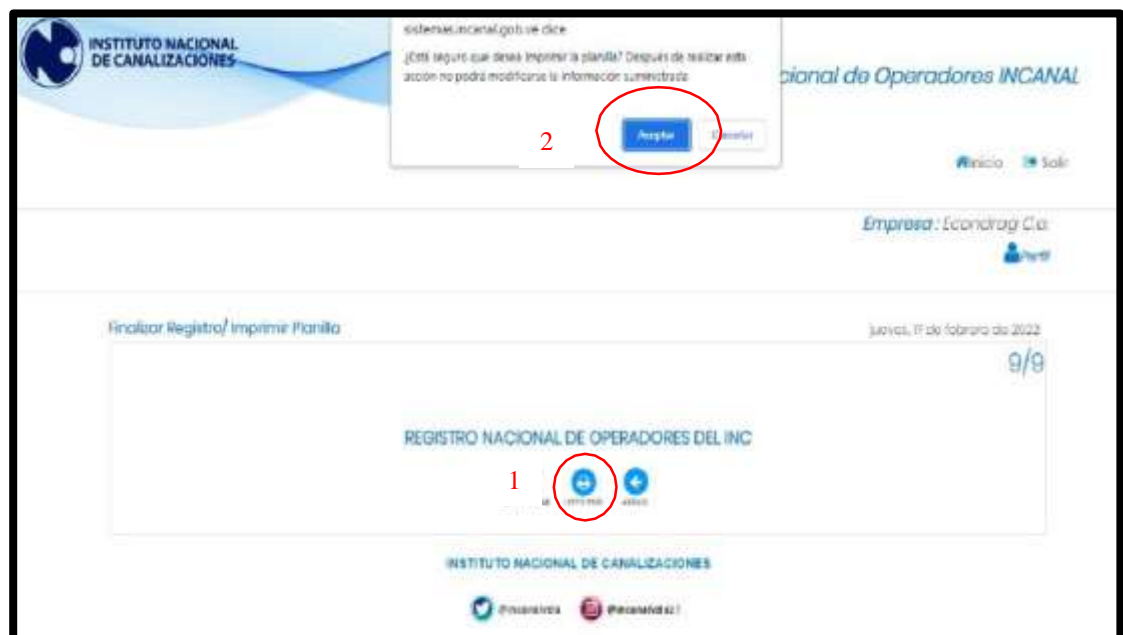 INSTITUTO NACIONAL
DE CANALIZACIONES
sistemas.incanal.gob.ve dice
¿Está seguro que desea imprimir la planilla? Después de realizar esta
acción no podrá modificarse la información suministrada
Aceptar Cancelar
2
cional de Operadores INCANAL
Inicio Salir
Empresa : Econdrag C.a.
Perfil
Finalizar Registro/ Imprimir Planilla
jueves, 17 de febrero de 2022
9/9
REGISTRO NACIONAL DE OPERADORES DEL INC
1
INSTITUTO NACIONAL DE CANALIZACIONES